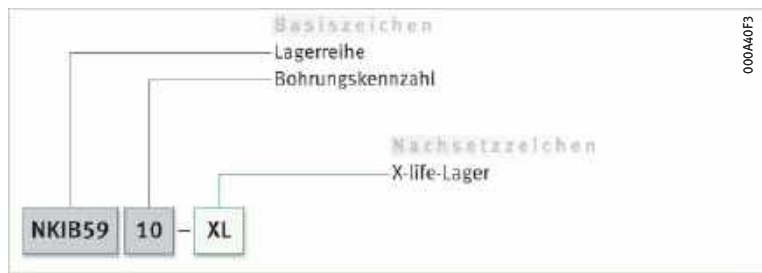 Basiszeichen
Lagerreihe
Bohrungskennzahl
Nachsetzzeichen
X-life-Lager
NKIB59 10 – XL
000A40F3